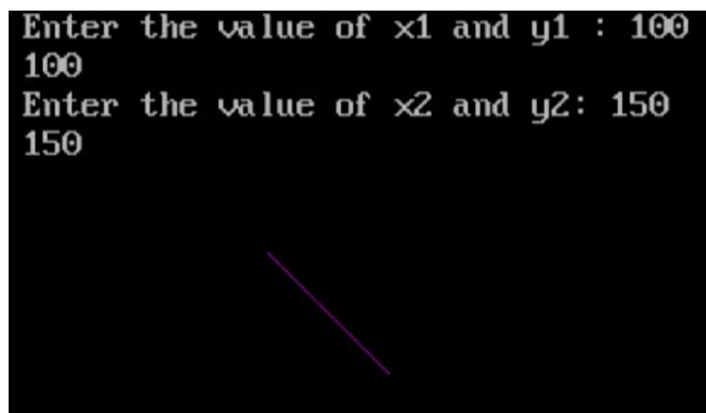 Enter the value of x1 and y1 : 100
100
Enter the value of x2 and y2: 150
150